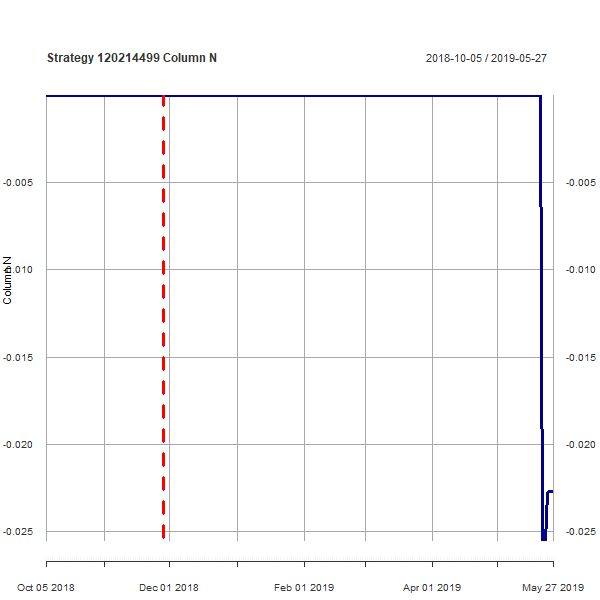 Strategy 120214499 Column N
2018-10-05 / 2019-05-27
-0.005
-0.005
Column N
-0.010
-0.010
-0.015
-0.015
-0.020
-0.020
-0.025
-0.025
Oct 05 2018
Dec 01 2018
Feb 01 2019
Apr 01 2019
May 27 2019